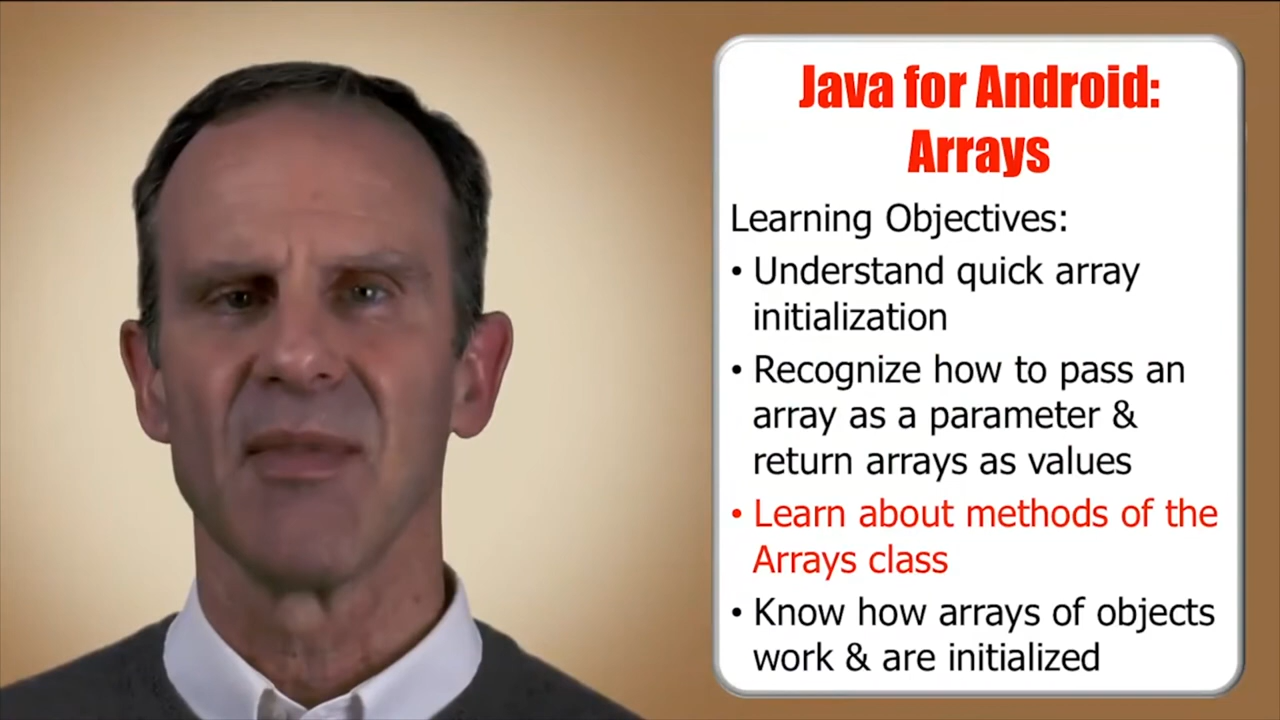 Java for Android:
Arrays
Learning Objectives:
• Understand quick array
initialization
• Recognize how to pass an
array as a parameter &
return arrays as values
• Learn about methods of the
Arrays class
• Know how arrays of objects
work & are initialized